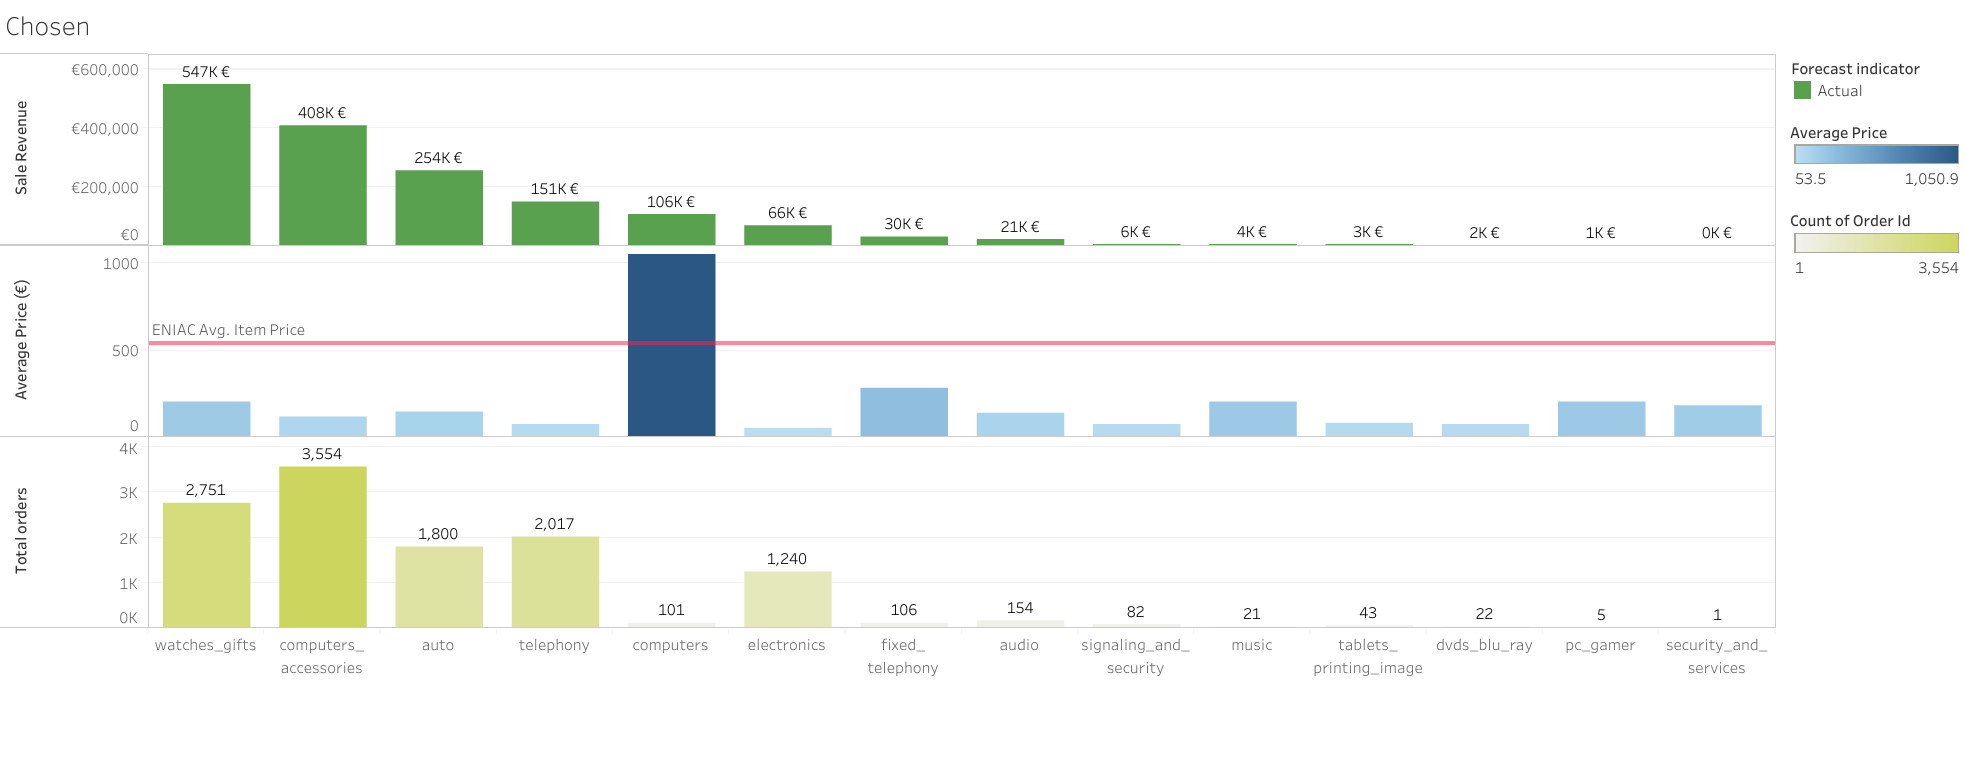 Chosen
Sale Revenue
€600,000
€400,000
€200,000
€0
547K €
408K €
254K €
151K €
106K €
66K €
30K €
21K €
6K €
4K €
3K €
2K €
1K €
0K €
Average Price (€)
1000
500
0
ENIAC Avg. Item Price
Total orders
4K
3K
2K
1K
0K
2,751
3,554
1,800
2,017
101
1,240
106
154
82
21
43
22
5
1
watches_gifts
computers_
accessories
auto
telephony
computers
electronics
fixed_
telephony
audio
signaling_and_
security
music
tablets_
printing_image
dvds_blu_ray
pc_gamer
security_and_
services
Forecast indicator
Actual
Average Price
53.5 1,050.9
Count of Order Id
1 3,554